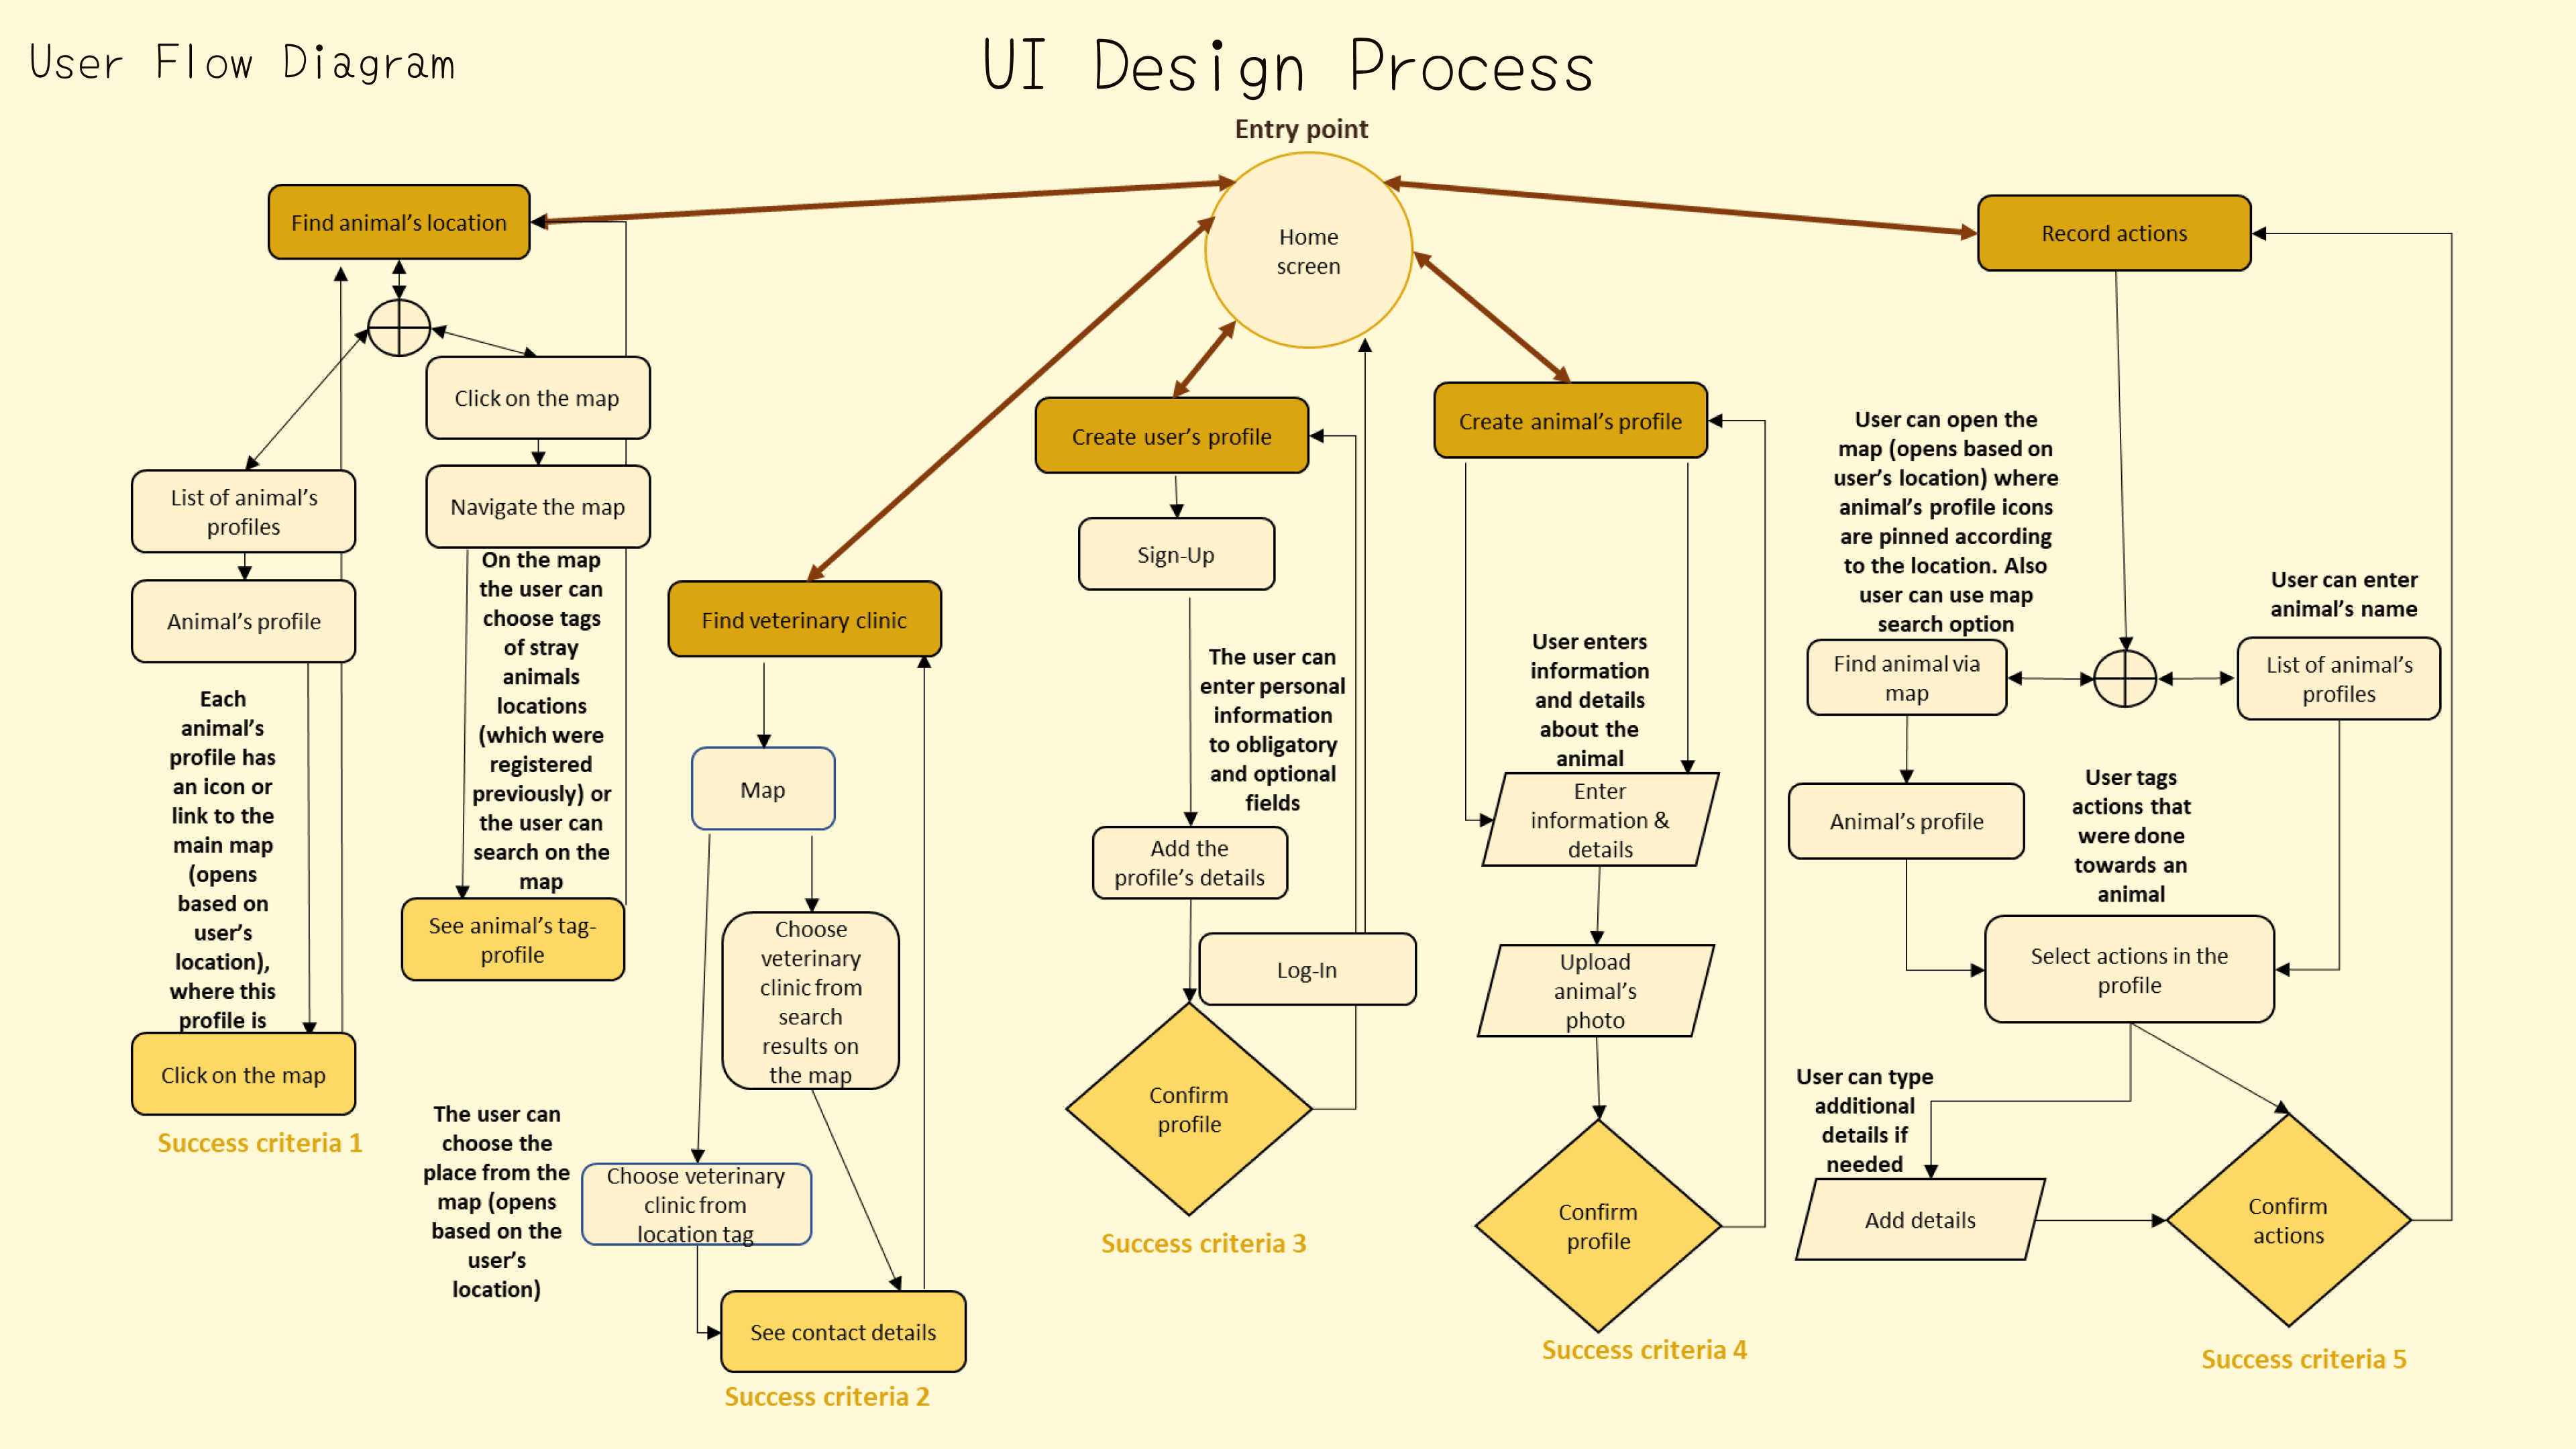 User Flow Diagram
UI Design Process
Entry point
Home
screen
Find animal's location
Click on the map
Navigate the map
On the map
the user can
choose tags
of stray
animals
locations
(which were
registered
previously) or
the user can
search on the
map
See animal's tag-
profile
List of animal's
profiles
Animal's profile
Each
animal's
profile has
an icon or
link to the
main map
(opens
based on
user's
location),
where this
profile is
Click on the map
Success criteria 1
Find veterinary clinic
Map
Choose
veterinary
clinic from
search
results on
the map
The user can
choose the
place from the
map (opens
based on the
user's
location)
Choose veterinary
clinic from
location tag
See contact details
Success criteria 2
Create user's profile
Sign-Up
The user can
enter personal
information
to obligatory
and optional
fields
Add the
profile's details
Log-In
Confirm
profile
Success criteria 3
Create animal's profile
User enters
information
and details
about the
animal
Enter
information &
details
Upload
animal's
photo
Confirm
profile
Success criteria 4
Record actions
User can open the
map (opens based on
user's location) where
animal's profile icons
are pinned according
to the location. Also
user can use map
search option
User can enter
animal's name
Find animal via
map
List of animal's
profiles
Animal's profile
User tags
actions that
were done
towards an
animal
Select actions in the
profile
User can type
additional
details if
needed
Add details
Confirm
actions
Success criteria 5